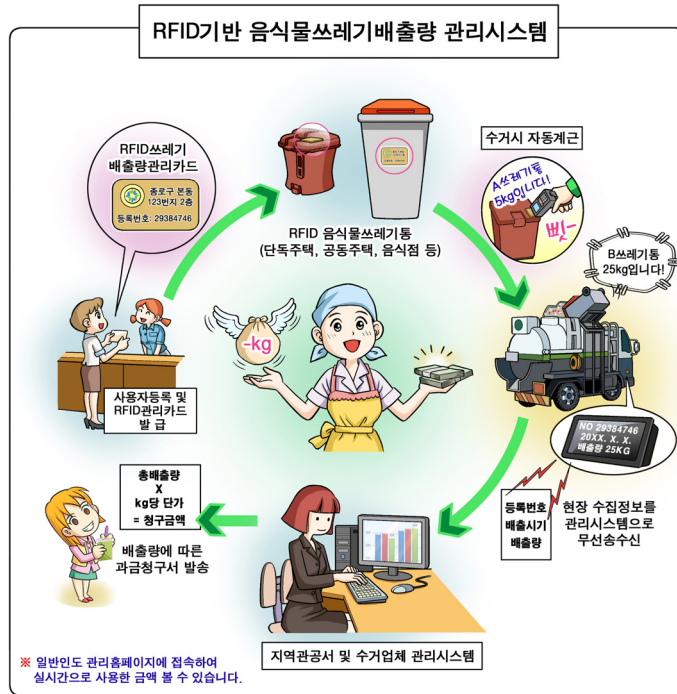 RFID기반 음식물쓰레기배출량 관리시스템
RFID쓰레기
배출량관리카드
종로구 본동
123번지 2층
등록번호: 29384746
사용자등록 및
RFID관리카드
발 급
RFID 음식물쓰레기통
(단독주택, 공동주택, 음식점 등)
수거시 자동계근
A쓰레기통
5kg입니다!
삣-
B쓰레기통
25kg입니다!
-kg
NO 29384746
20XX. X. X.
배출량 25KG
등록번호
배출시기
배출량
현장 수집정보를
관리시스템으로
무선송수신
지역관공서 및 수거업체 관리시스템
총배출량
X
kg당 단가
= 청구금액
배출량에 따른
과금청구서 발송
※ 일반인도 관리홈페이지에 접속하여
실시간으로 사용한 금액 볼 수 있습니다.